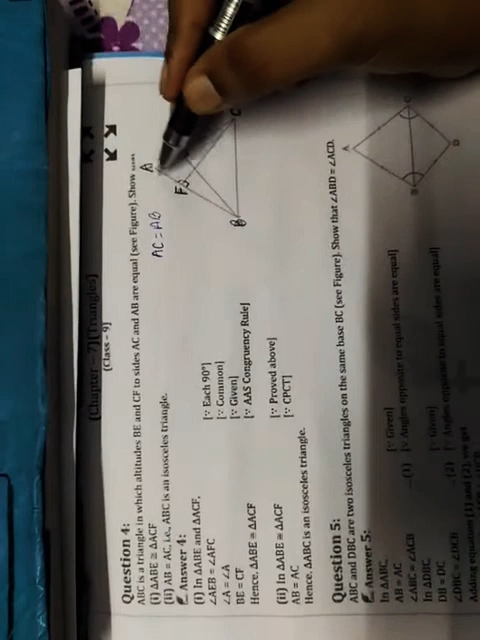 (Chapter – 7)(Triangles)
(Class – 9)
Question 4:
ABC is a triangle in which altitudes BE and CF to sides AC and AB are equal (see Figure). Show
(i) ΔABE ≅ ΔACF
(ii) AB = AC, i.e., ABC is an isosceles triangle.
AC = AB
A
F
B
C
Answer 4:
(i) In ΔABE and ΔACF,
∠AEB = ∠AFC [∵ Each 90°]
∠A = ∠A [∵ Common]
BE = CF [∵ Given]
Hence, ΔABE ≅ ΔACF [∵ AAS Congruency Rule]
(ii) In ΔABE ≅ ΔACF [∵ Proved above]
AB = AC [∵ CPCT]
Hence, ΔABC is an isosceles triangle.
Question 5:
ABC and DBC are two isosceles triangles on the same base BC (see Figure). Show that ∠ABD = ∠ACD.
A
B
C
D
Answer 5:
In ΔABC,
AB = AC [∵ Given]
∠ABC = ∠ACB ...(1) [∵ Angles opposite to equal sides are equal]
In ΔDBC,
DB = DC [∵ Given]
∠DBC = ∠DCB ...(2) [∵ Angles opposite to equal sides are equal]
Adding equation (1) and (2), we get